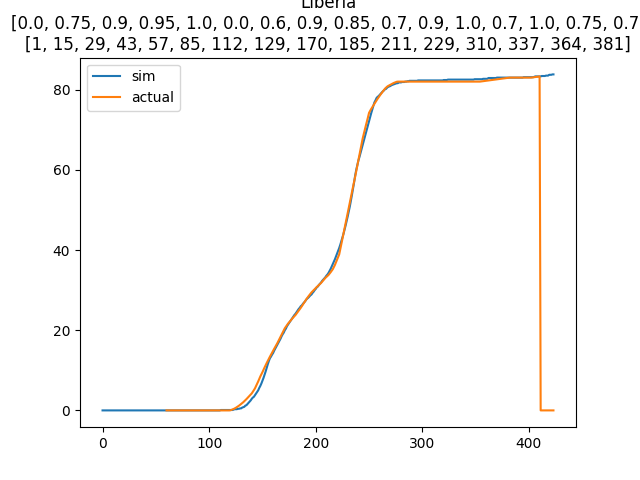 Liberia
[0.0, 0.75, 0.9, 0.95, 1.0, 0.0, 0.6, 0.9, 0.85, 0.7, 0.9, 1.0, 0.7, 1.0, 0.75, 0.7
[1, 15, 29, 43, 57, 85, 112, 129, 170, 185, 211, 229, 310, 337, 364, 381]
sim
actual
80
60
40
20
0
0 100 200 300 400